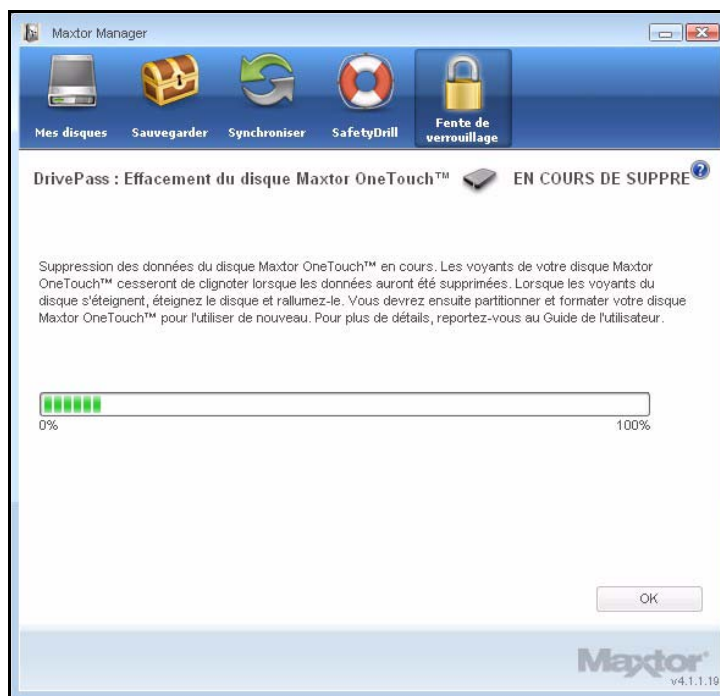 Maxtor Manager
Mes disques
Sauvegarder
Synchroniser
SafetyDrill
Fente de
verrouillage
DrivePass : Effacement du disque Maxtor OneTouch™ EN COURS DE SUPPRE
Suppression des données du disque Maxtor OneTouch™ en cours. Les voyants de votre disque Maxtor
OneTouch™ cesseront de clignoter lorsque les données auront été supprimées. Lorsque les voyants du
disque s'éteignent, éteignez le disque et rallumez-le. Vous devrez ensuite partitionner et formater votre disque
Maxtor OneTouch™ pour l'utiliser de nouveau. Pour plus de détails, reportez-vous au Guide de l'utilisateur.
0% 100%
OK
Maxtor
v4.1.1.19